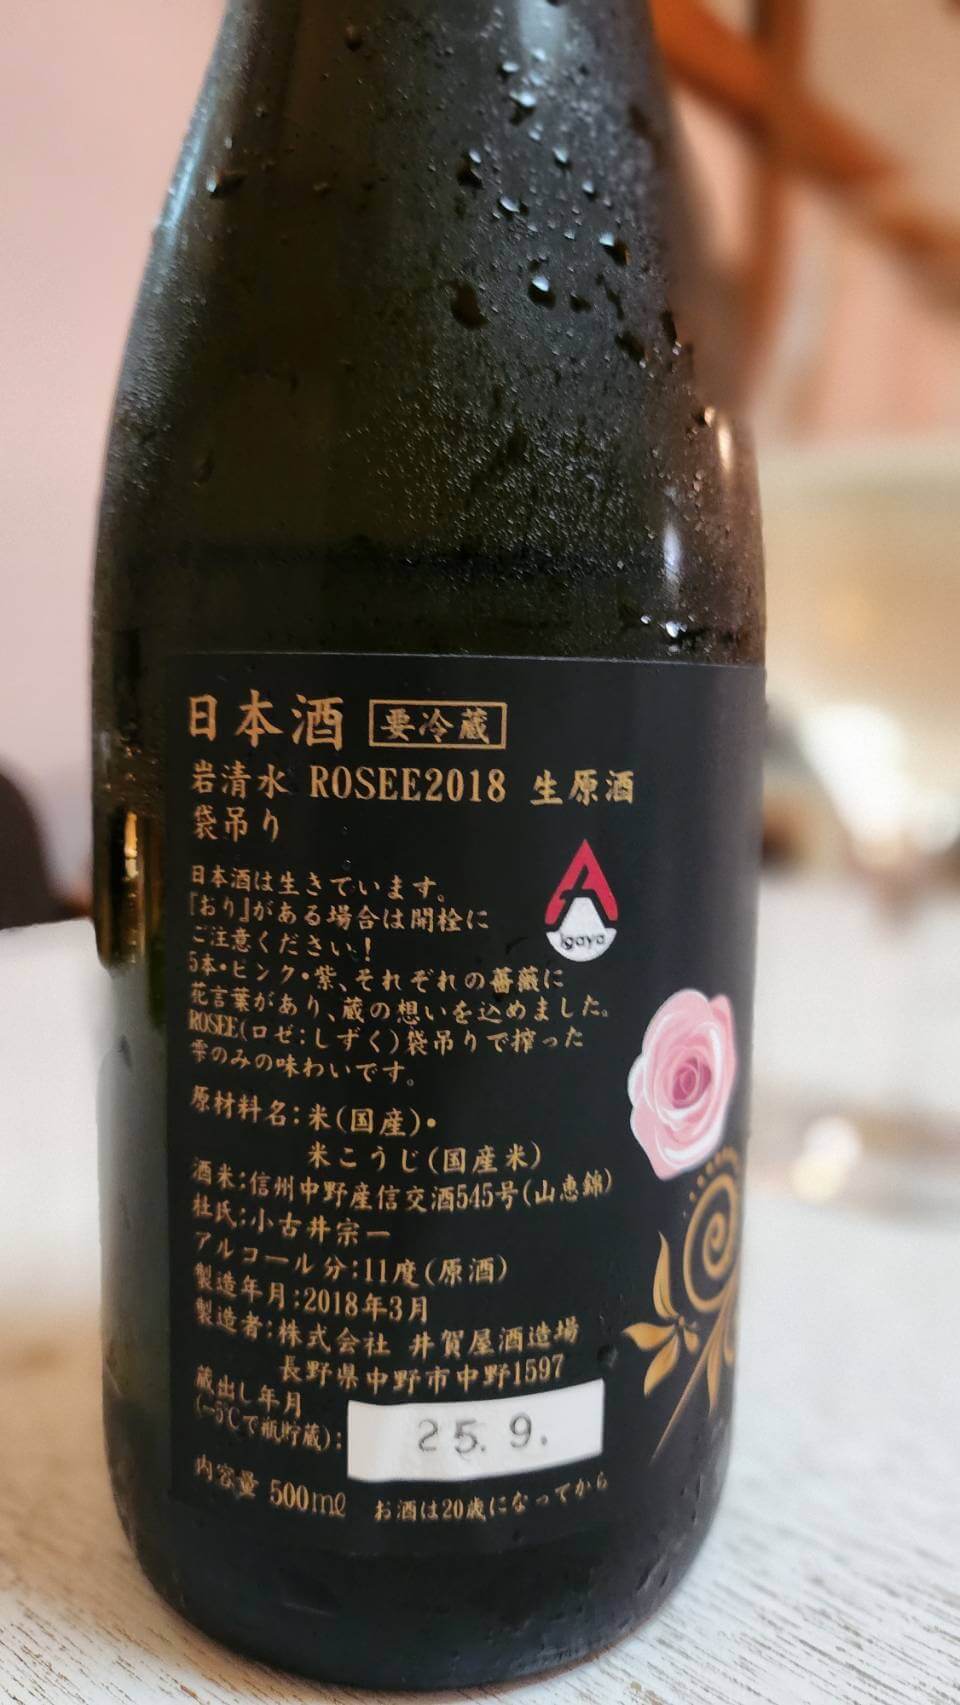 日本酒 要冷蔵
岩清水 ROSEE2018 生原酒
袋吊り
日本酒は生きています。
『おり』がある場合は開栓に
ご注意ください！
5本・ピンク・紫、それぞれの薔薇に
花言葉があり、蔵の想いを込めました。
ROSEE(ロゼ：しずく)袋吊りで搾った
雫のみの味わいです。
Igaya
原材料名：米(国産)・
米こうじ(国産米)
酒米：信州中野産信交酒545号(山恵錦)
杜氏：小古井宗一
アルコール分：11度(原酒)
製造年月：2018年3月
製造者：株式会社 井賀屋酒造場
長野県中野市中野1597
蔵出し年月
(−5℃で瓶貯蔵)： 25.9.
内容量 500mℓ お酒は20歳になってから